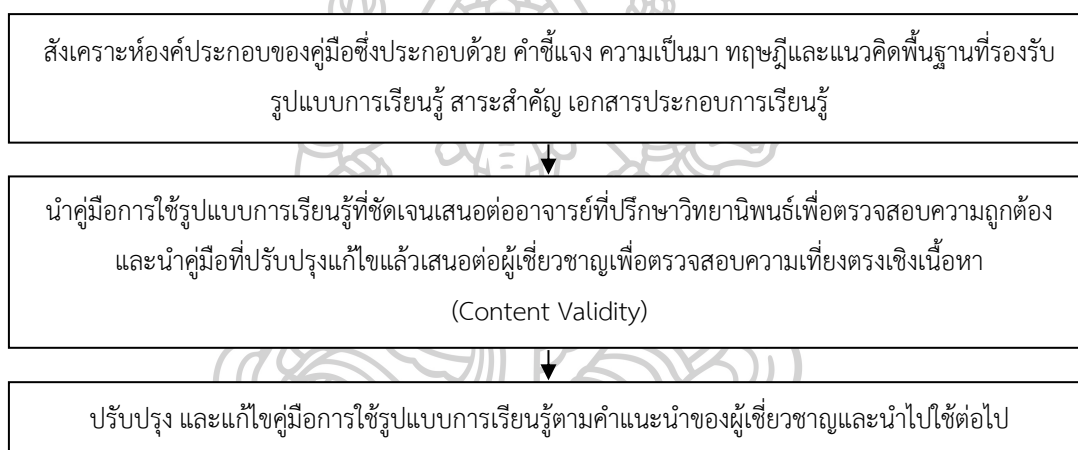 สังเคราะห์องค์ประกอบของคู่มือซึ่งประกอบด้วย คำชี้แจง ความเป็นมา ทฤษฎีและแนวคิดพื้นฐานที่รองรับ
รูปแบบการเรียนรู้ สาระสำคัญ เอกสารประกอบการเรียนรู้
นำคู่มือการใช้รูปแบบการเรียนรู้ที่ชัดเจนเสนอต่ออาจารย์ที่ปรึกษาวิทยานิพนธ์เพื่อตรวจสอบความถูกต้อง
และนำคู่มือที่ปรับปรุงแก้ไขแล้วเสนอต่อผู้เชี่ยวชาญเพื่อตรวจสอบความเที่ยงตรงเชิงเนื้อหา
(Content Validity)
ปรับปรุง และแก้ไขคู่มือการใช้รูปแบบการเรียนรู้ตามคำแนะนำของผู้เชี่ยวชาญและนำไปใช้ต่อไป